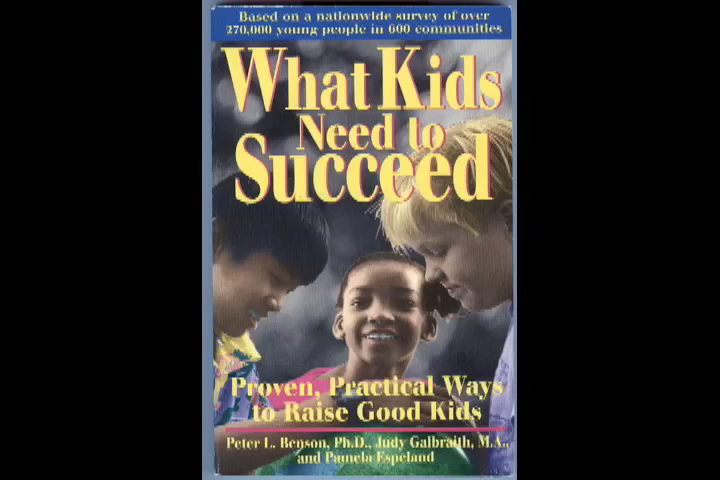 Based on a nationwide survey of over
270,000 young people in 600 communities
What Kids
Need to
Succeed
Proven, Practical Ways
to Raise Good Kids
Peter L. Benson, Ph.D., Judy Galbraith, M.A.,
and Pamela Espeland